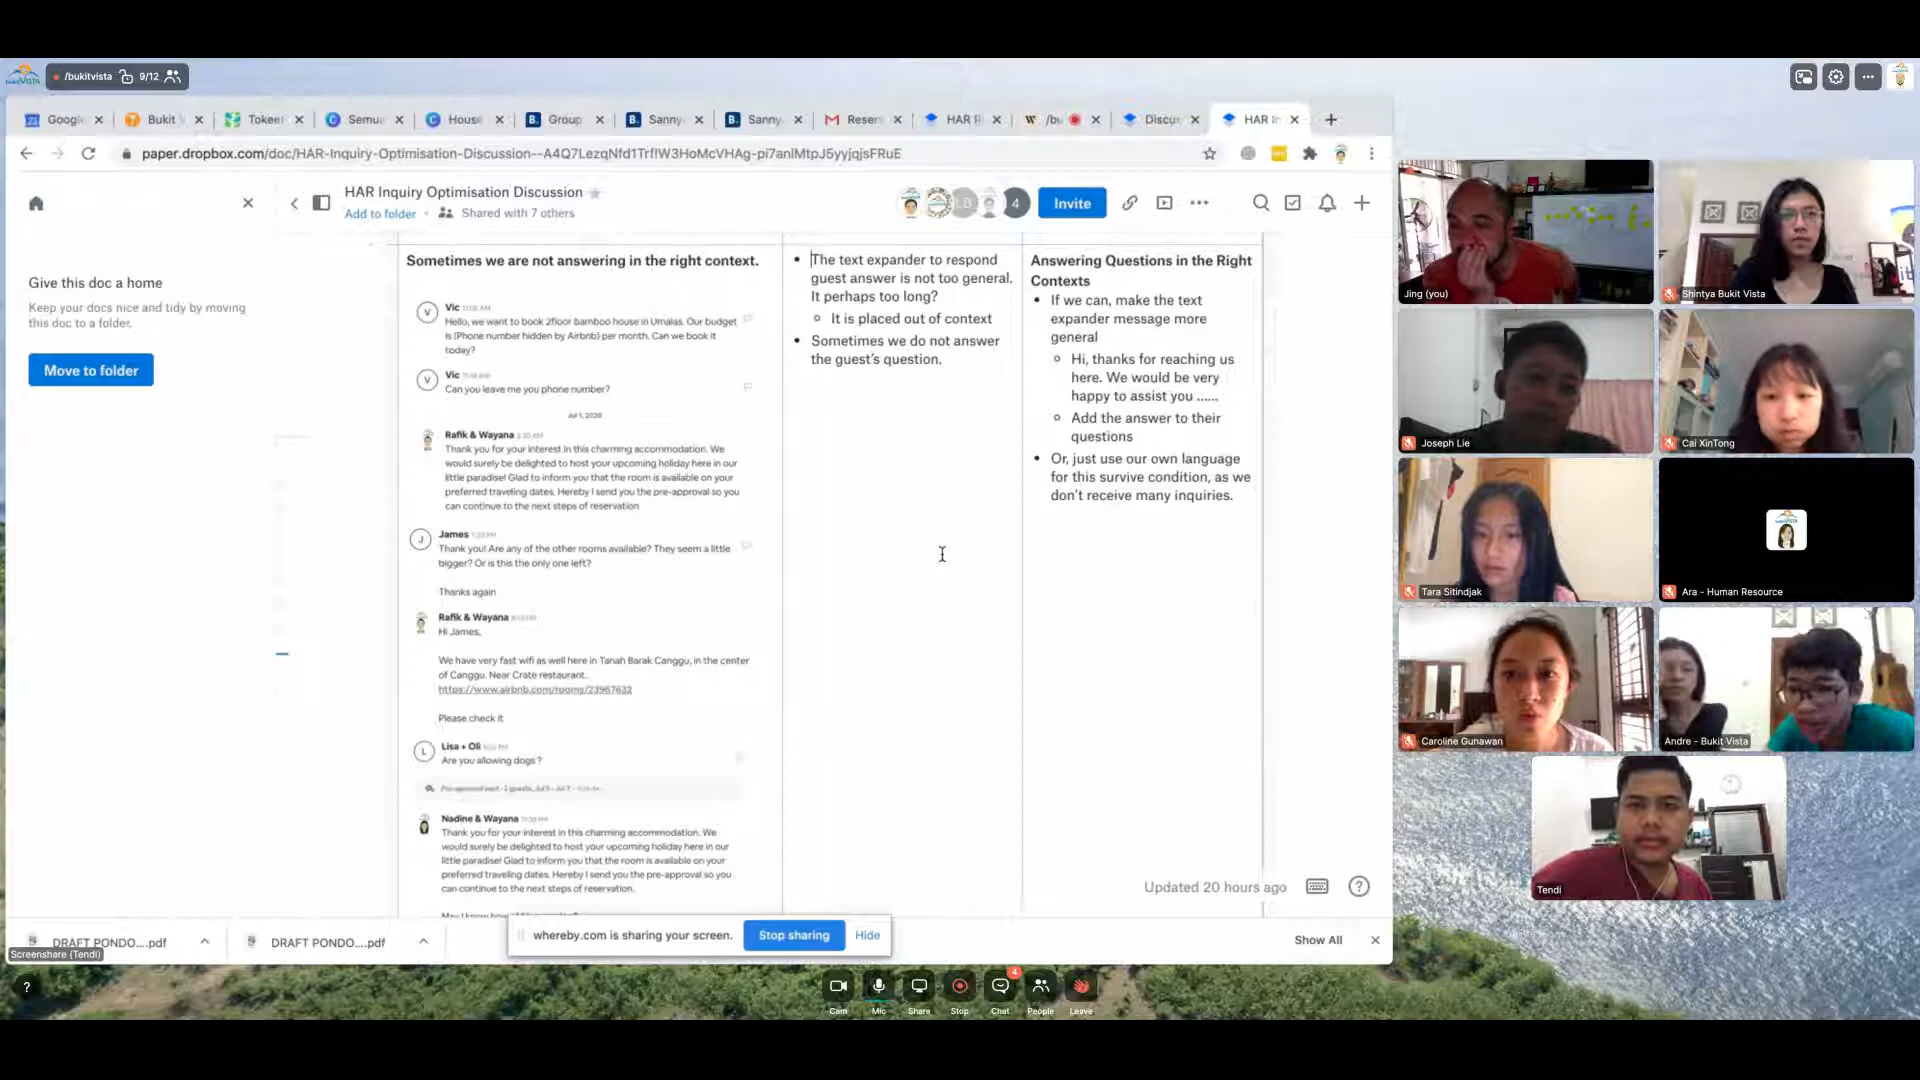 /bukitvista 9/12
Google
Bukit V
Tokeet
Semua
House
Group
Sanny
Sanny
Reser
HAR R
/bu
Discus
HAR In
paper.dropbox.com/doc/HAR-Inquiry-Optimisation-Discussion--
HAR Inquiry Optimisation Discussion
Add to folder
Shared with 7 others
LB
4
Invite
Give this doc a home
Keep your docs nice and tidy by moving
this doc to a folder.
Move to folder
Sometimes we are not answering in the right context.
V
Vic
Hello, we want to book 2floor bamboo house in Umalas. Our budget
is (Phone number hidden by Airbnb) per month. Can we book it
today?
V
Vic
Can you leave me you phone number?
Jul 1, 2020
Rafik & Wayana
Thank you for your interest in this charming accommodation. We
would surely be delighted to host your upcoming holiday here in our
little paradise! Glad to inform you that the room is available on your
preferred traveling dates. Hereby I send you the pre-approval so you
can continue to the next steps of reservation
J
James
Thank you! Are any of the other rooms available? They seem a little
bigger? Or is this the only one left?
Thanks again
Rafik & Wayana
Hi James,
We have very fast wifi as well here in Tanah Barak Canggu, in the center
of Canggu. Near Crate restaurant.
https://www.airbnb.com/rooms/23967632
Please check it
L
Lisa + Oli
Are you allowing dogs ?
Nadine & Wayana
Thank you for your interest in this charming accommodation. We
would surely be delighted to host your upcoming holiday here in our
little paradise! Glad to inform you that the room is available on your
preferred traveling dates. Hereby I send you the pre-approval so you
can continue to the next steps of reservation.
The text expander to respond
guest answer is not too general.
It perhaps too long?
It is placed out of context
Sometimes we do not answer
the guest's question.
Answering Questions in the Right
Contexts
If we can, make the text
expander message more
general
Hi, thanks for reaching us
here. We would be very
happy to assist you ......
Add the answer to their
questions
Or, just use our own language
for this survive condition, as we
don't receive many inquiries.
Updated 20 hours ago
DRAFT PONDO....pdf
DRAFT PONDO....pdf
Screenshare (Tendi)
whereby.com is sharing your screen.
Stop sharing
Hide
Show All
Jing (you)
Shintya Bukit Vista
Joseph Lie
Cai XinTong
Tara Sitindjak
Ara - Human Resource
Caroline Gunawan
Andre - Bukit Vista
Tendi
?
4
Cam
Mic
Share
Stop
Chat
People
Leave